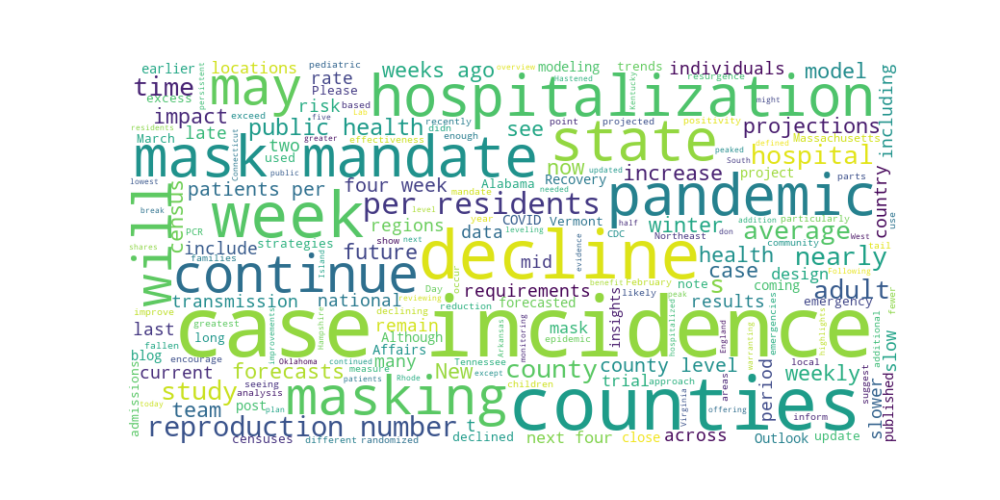 earlier
locations
weeks ago
modeling
trends
individuals
overview
pediatric
Hastened
resurgence
time
may
hospitalization
model
excess
rate
Please
persistent
Kentucky
including
impact
risk
exceed
based
five
Lab
recently
point
projected
positivity
might
residents
March
late
public health
see
state
projections
Massachusetts
defined
effectiveness
didn
enough
greater
Connecticut
two
used
mask mandate
now
increase
hospital
lowest
public
updated
peaked
South
project
parts
census
patients per
four week
Alabama
Recovery
needed
pandemic
country
break
PCR
will
week
per residents
mandate
level
year
COVID
Vermont
CDC
half
addition
particularly
winter
average
use
West
shares
include
regions
data
leveling
Northeast
don
community
tail
families
strategies
future
show
next
decline
mid
evidence
health
nearly
Following
continue
Island
Day
occur
requirements
benefit
February
case
s
design
coming
adult
transmission
national
reviewing
forecasted
note
likely
peak
results
emergency
fewer
improve
greatest
case incidence
last
fallen
long
remain
declining
reduction
insights
hospitalized
emergencies
England
warranting
highlights
blog
Although
mask
epidemic
improvements
Hampshire
Affairs
Arkansas
monitoring
encourage
Oklahoma
continued
many
Tennessee
except
county
county level
weekly
slow
additional
current
forecasts
measure
New
seeing
Rhode
children
trial
approach
areas
local
suggest
admissions
study
analysis
patients
masking
counties
period
slower
published
today
team
post
plan
Virginia
offering
inform
reproduction number
t
censuses
different
randomized
declined
next four
close
across
Outlook
update